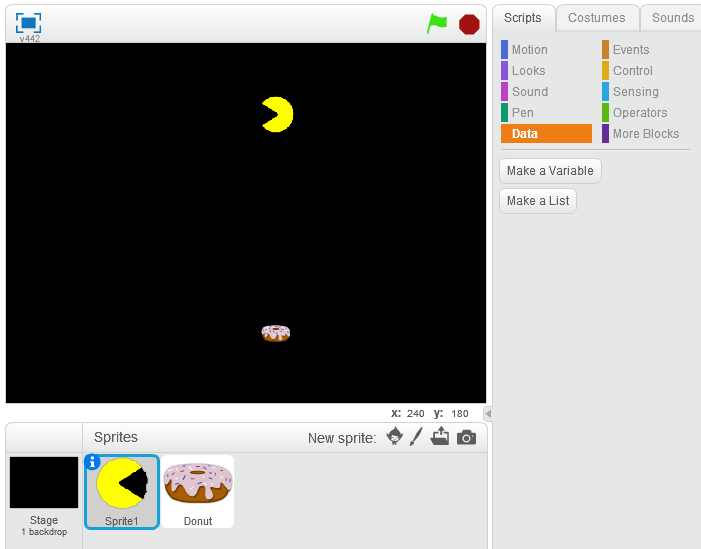 v442
Scripts
Costumes
Sounds
Motion
Events
Looks
Control
Sound
Sensing
Pen
Operators
Data
More Blocks
Make a Variable
Make a List
x: 240 y: 180
Sprites
New sprite:
Stage
1 backdrop
Sprite1
Donut